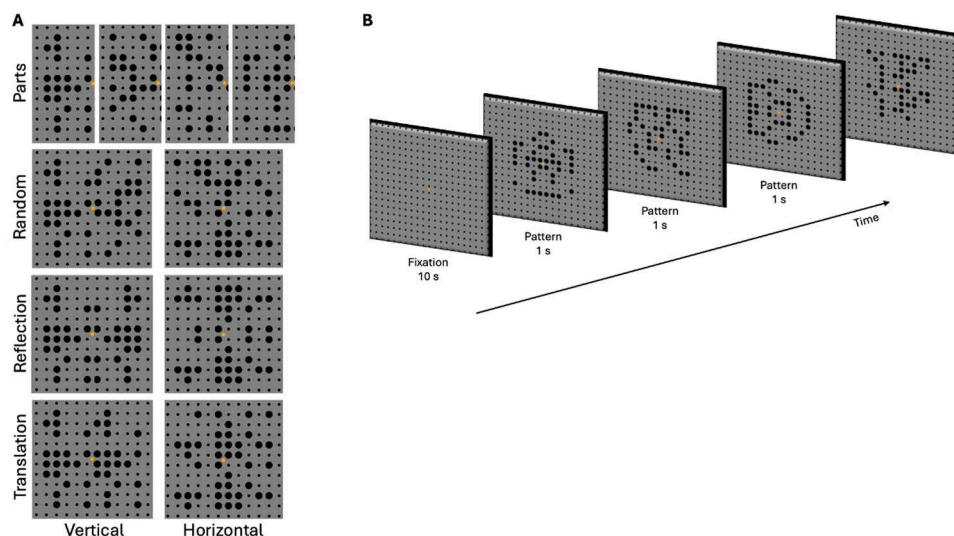 A
Parts
Random
Reflection
Translation
Vertical
Horizontal
B
Fixation
10 s
Pattern
1 s
Pattern
1 s
Pattern
1 s
Time